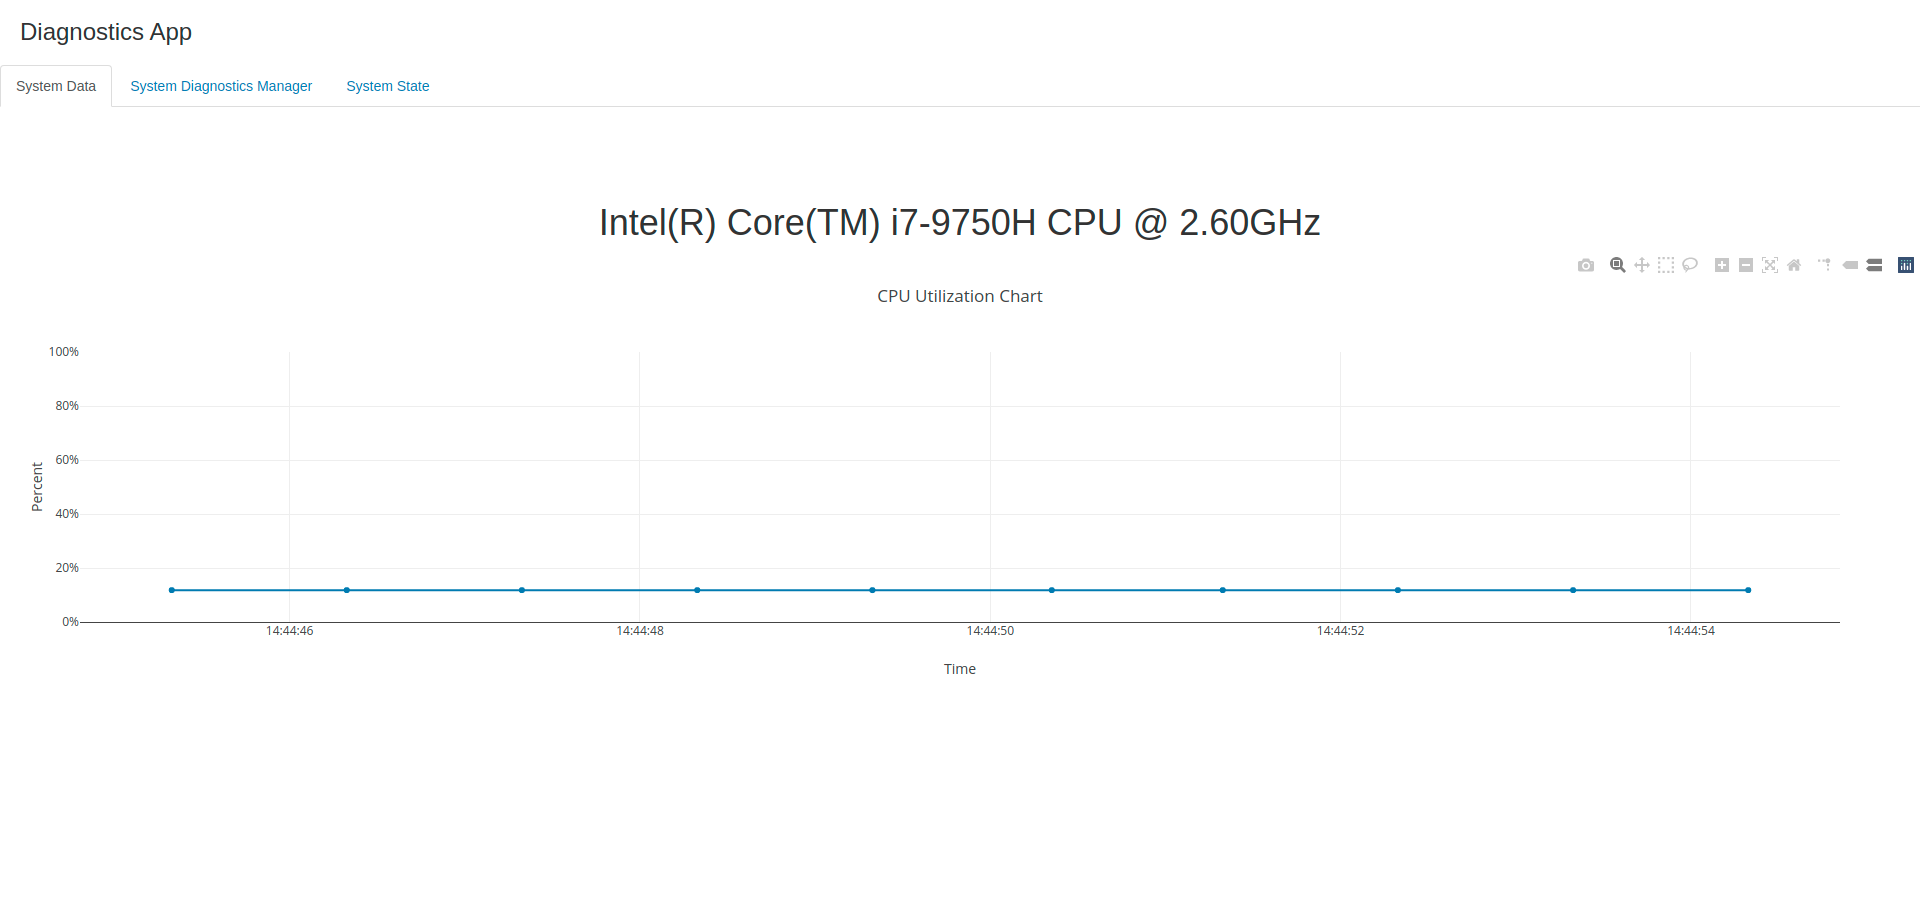 Diagnostics App
System Data System Diagnostics Manager System State
Intel(R) Core(TM) i7-9750H CPU @ 2.60GHz
CPU Utilization Chart
100%
80%
60%
40%
20%
0%
Percent
14:44:46 14:44:48 14:44:50 14:44:52 14:44:54
Time